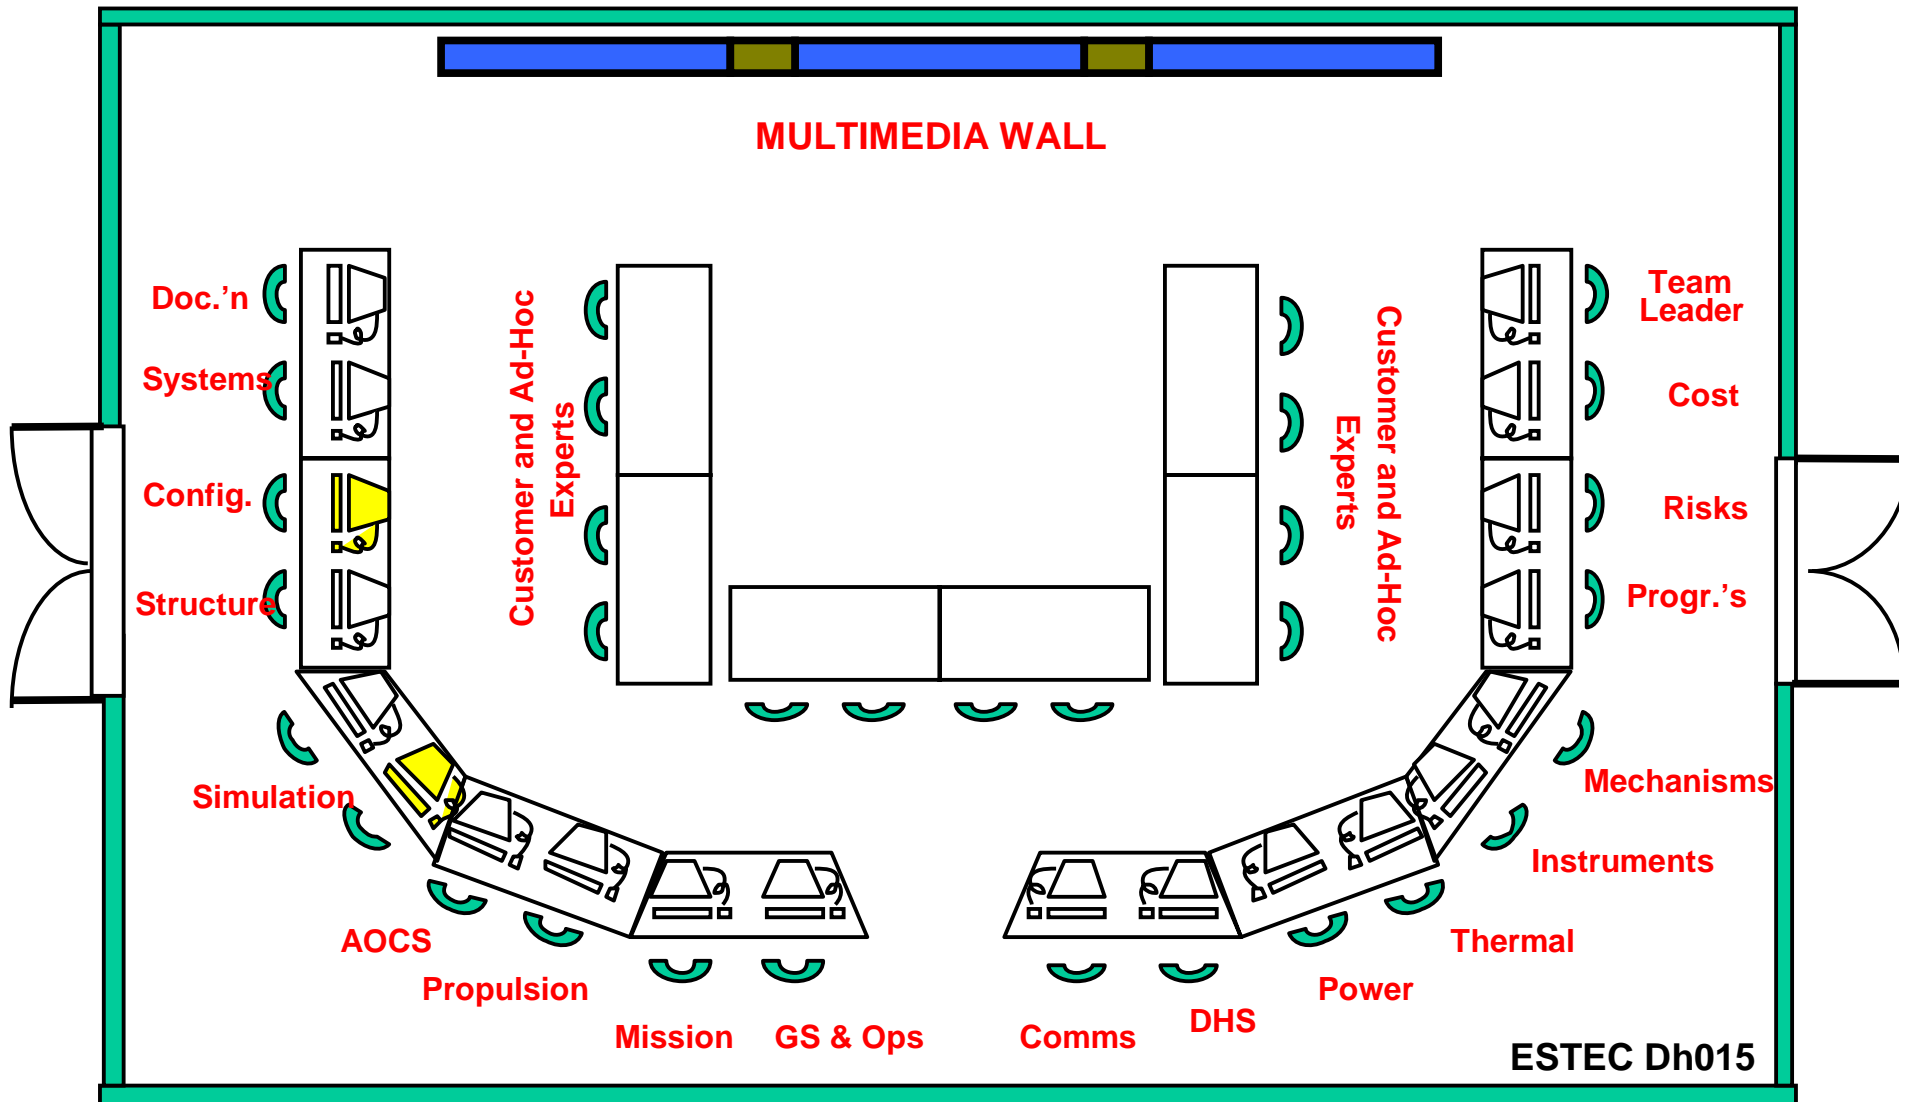 MULTIMEDIA WALL
Doc.'n
Systems
Config.
Structure
Simulation
AOCS
Propulsion
Mission
GS & Ops
Customer and Ad-Hoc
Experts
Customer and Ad-Hoc
Experts
Team
Leader
Cost
Risks
Progr.'s
Mechanisms
Instruments
Thermal
Power
DHS
Comms
ESTEC Dh015